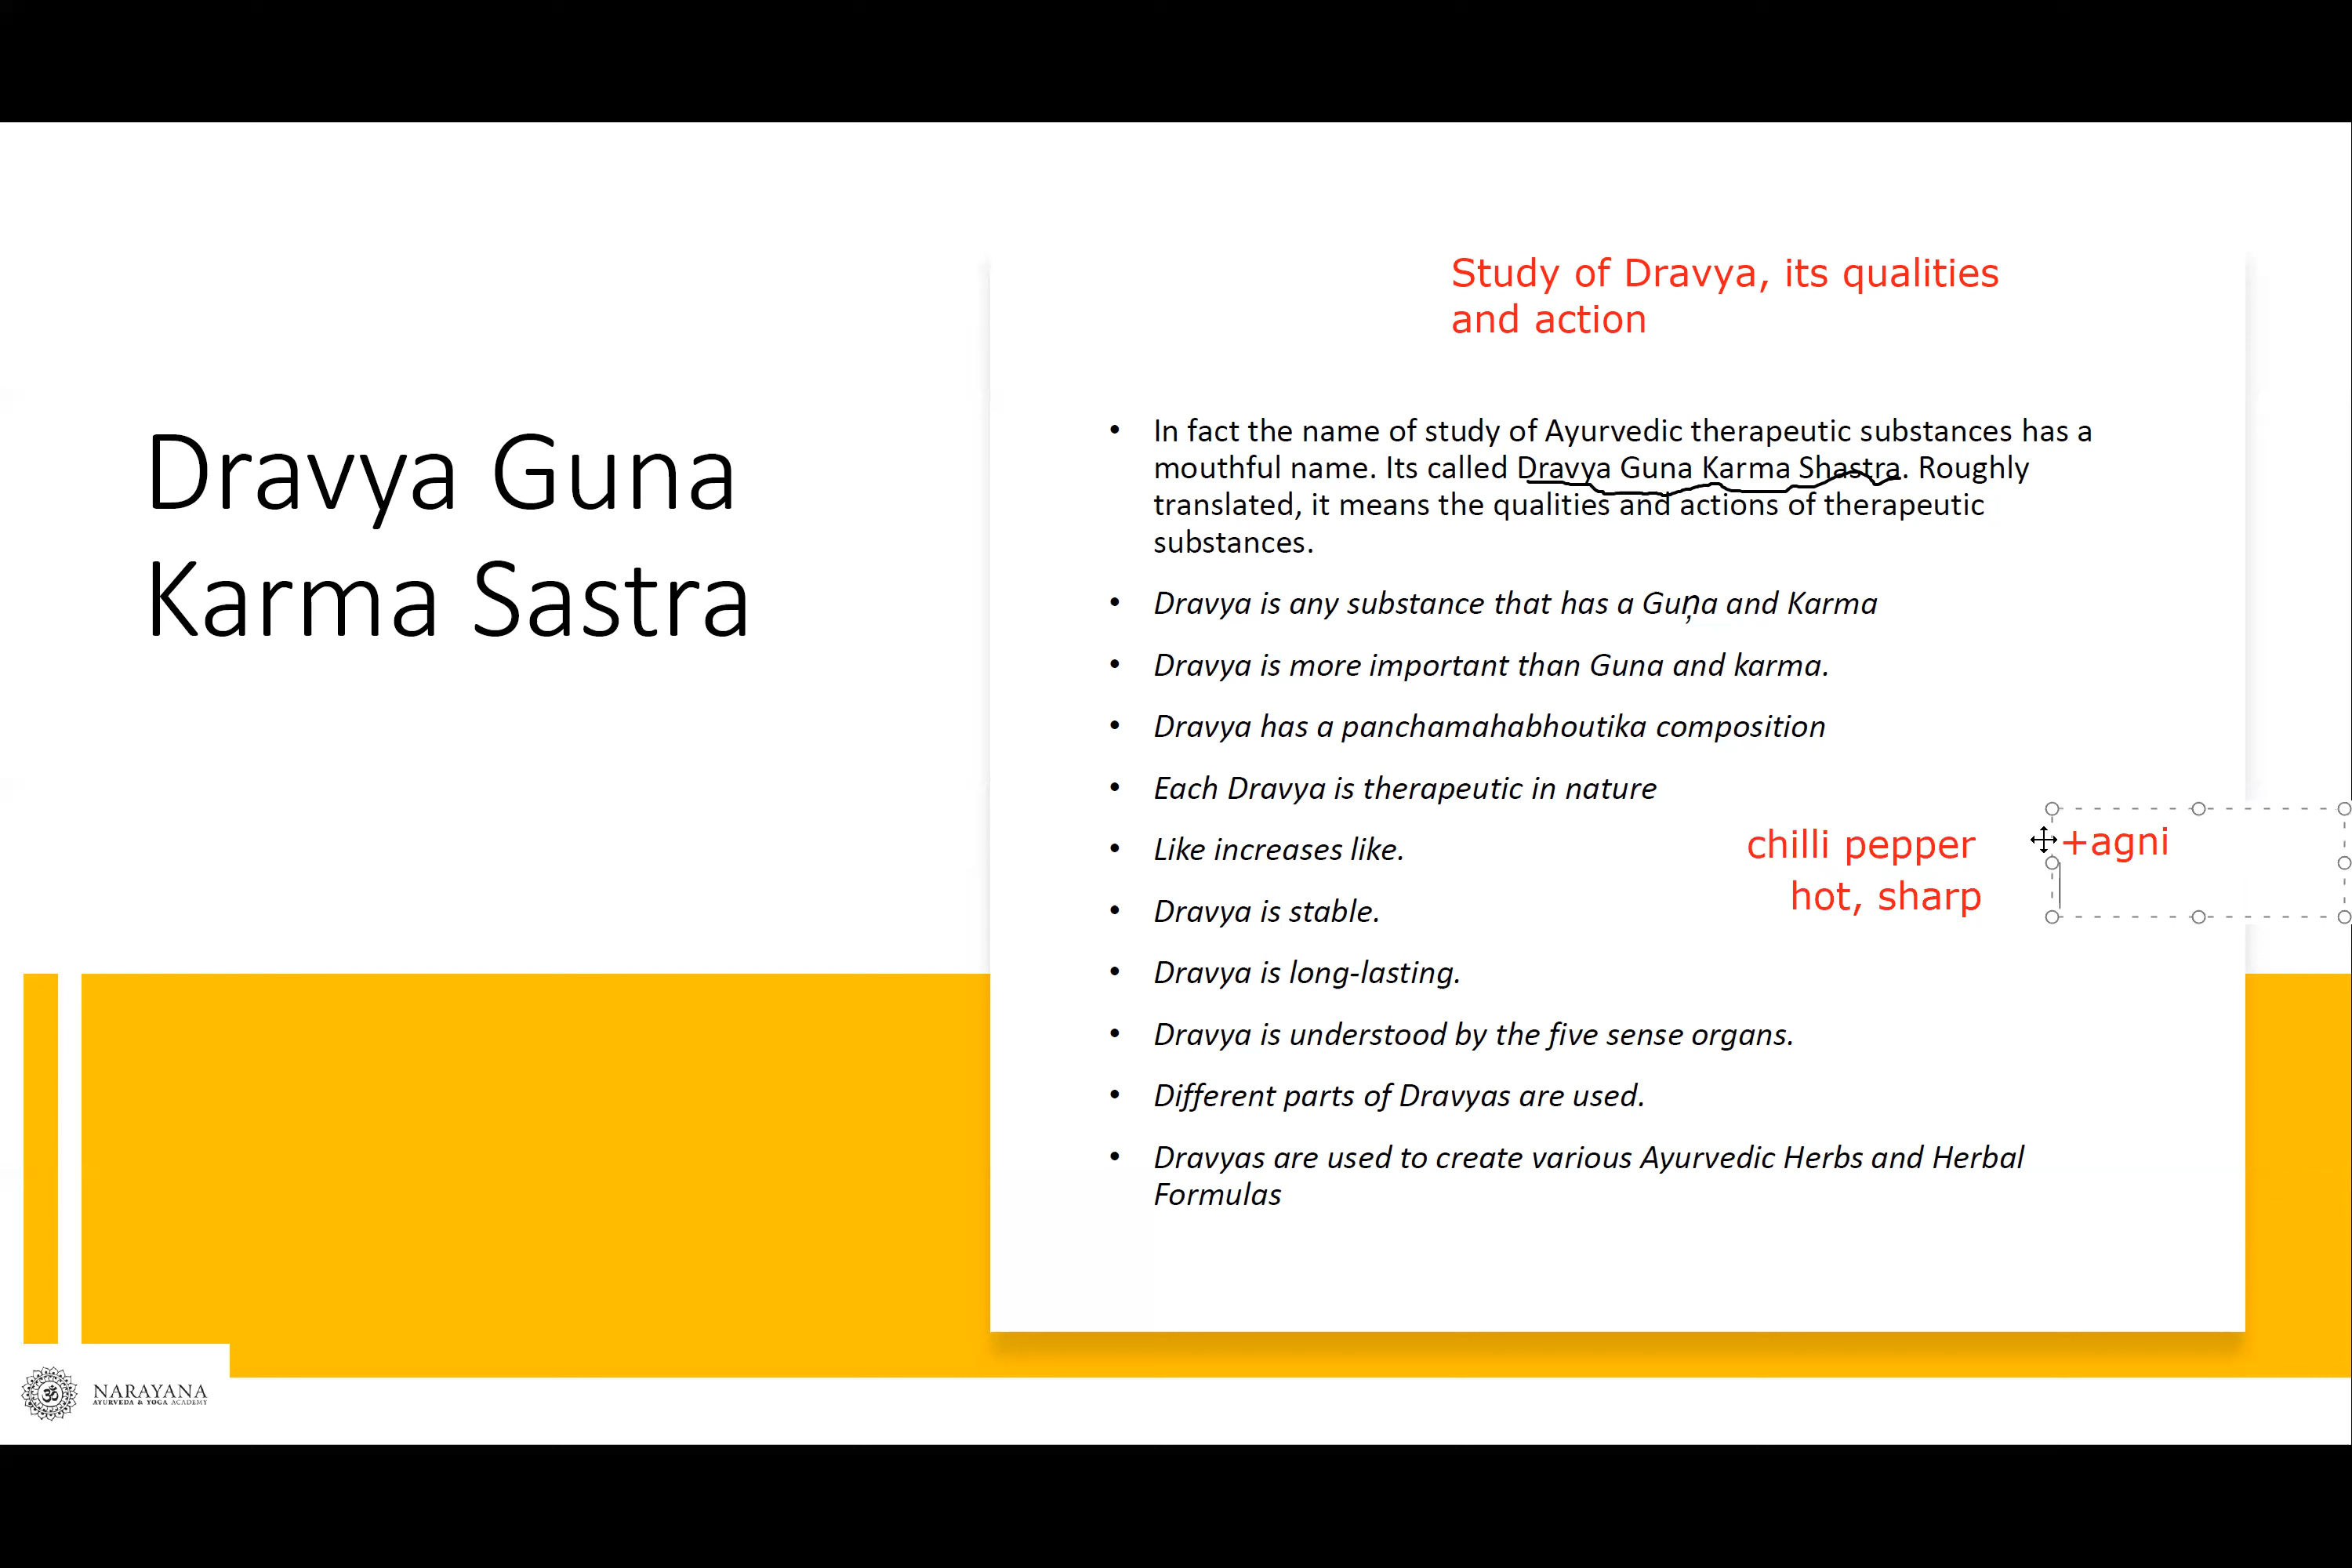 Dravya Guna
Karma Sastra
Study of Dravya, its qualities
and action
• In fact the name of study of Ayurvedic therapeutic substances has a
mouthful name. Its called Dravya Guna Karma Shastra. Roughly
translated, it means the qualities and actions of therapeutic
substances.
• Dravya is any substance that has a Guna and Karma
• Dravya is more important than Guna and karma.
• Dravya has a panchamahabhoutika composition
• Each Dravya is therapeutic in nature
• Like increases like.
chilli pepper +agni
hot, sharp
• Dravya is stable.
• Dravya is long-lasting.
• Dravya is understood by the five sense organs.
• Different parts of Dravyas are used.
• Dravyas are used to create various Ayurvedic Herbs and Herbal
Formulas
ॐ
NARAYANA
AYURVEDA & YOGA ACADEMY